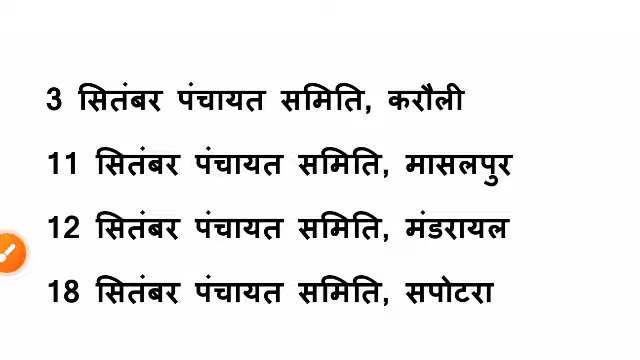 3 सितंबर पंचायत समिति, करौली
11 सितंबर पंचायत समिति, मासलपुर
12 सितंबर पंचायत समिति, मंडरायल
18 सितंबर पंचायत समिति, सपोटरा